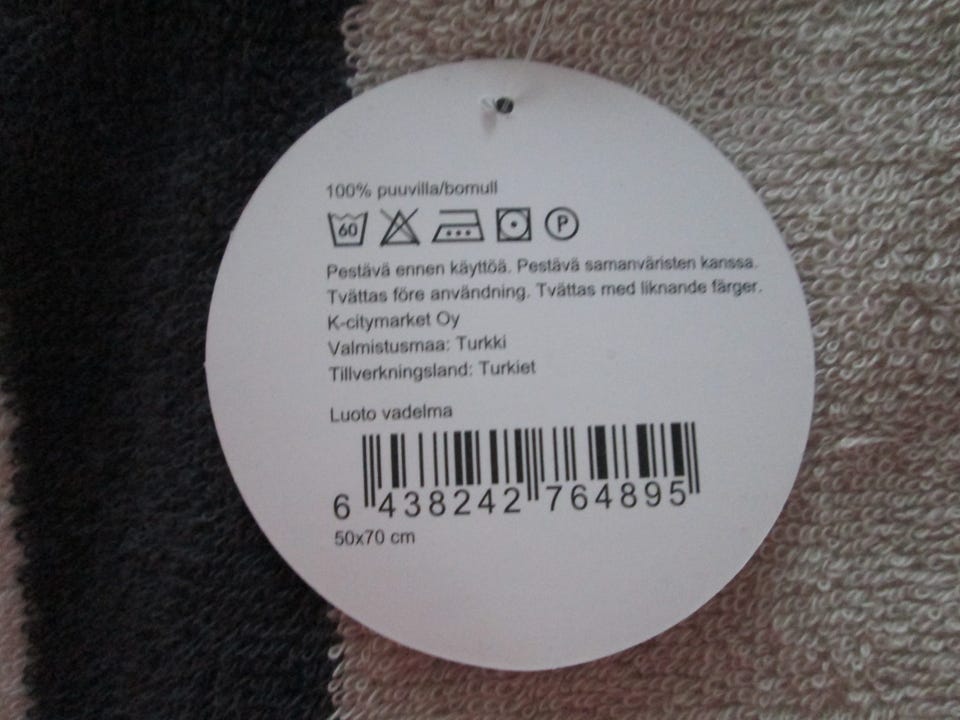 100% puuvilla/bomull
60 P
Pestävä ennen käyttöä. Pestävä samanväristen kanssa.
Tvättas före användning. Tvättas med liknande färger.
K-citymarket Oy
Valmistusmaa: Turkki
Tillverkningsland: Turkiet
Luoto vadelma
6 438242 764895
50x70 cm